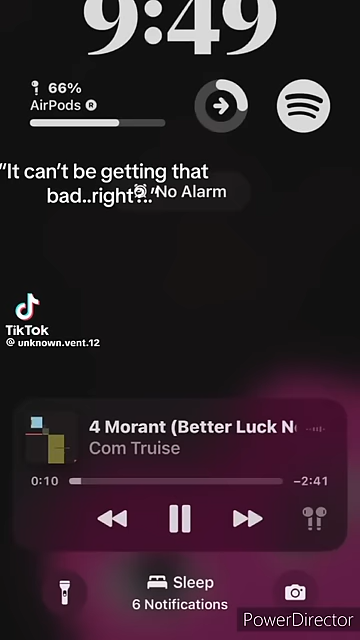 9:49
66%
AirPods R
"It can't be getting that
bad..right?.."
No Alarm
TikTok
@ unknown.vent.12
4 Morant (Better Luck N
Com Truise
0:10
-2:41
Sleep
6 Notifications
PowerDirector